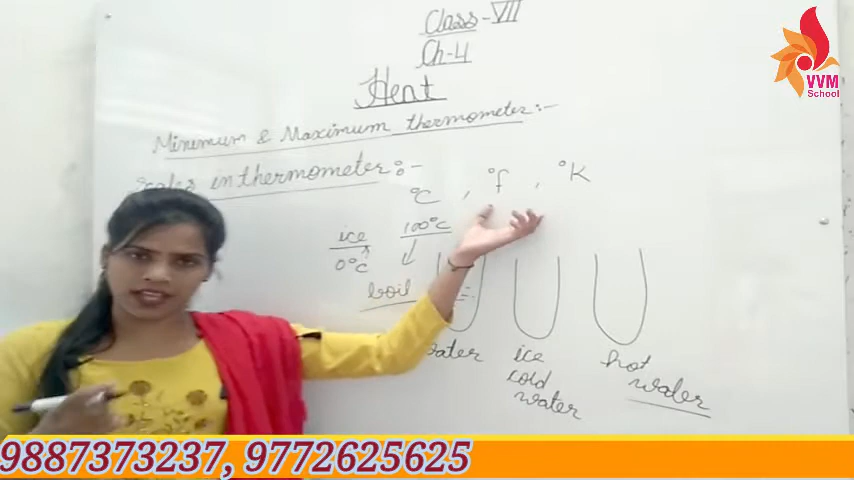 Class - VII
Ch-4
Heat
Minimum & Maximum thermometer:-
Scales in thermometer:-
°C, °f, °K
ice 100°C
0°C
boil
water
ice cold water
hot water
VVM
School
9887373237, 9772625625